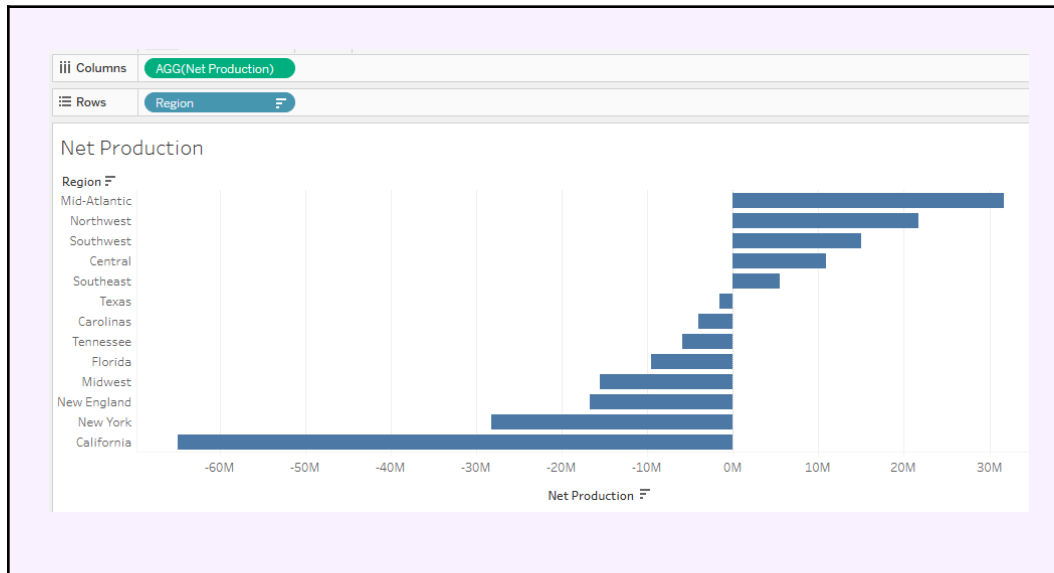 Columns AGG(Net Production)
Rows Region
Net Production
Region
Mid-Atlantic
Northwest
Southwest
Central
Southeast
Texas
Carolinas
Tennessee
Florida
Midwest
New England
New York
California
-60M -50M -40M -30M -20M -10M 0M 10M 20M 30M
Net Production